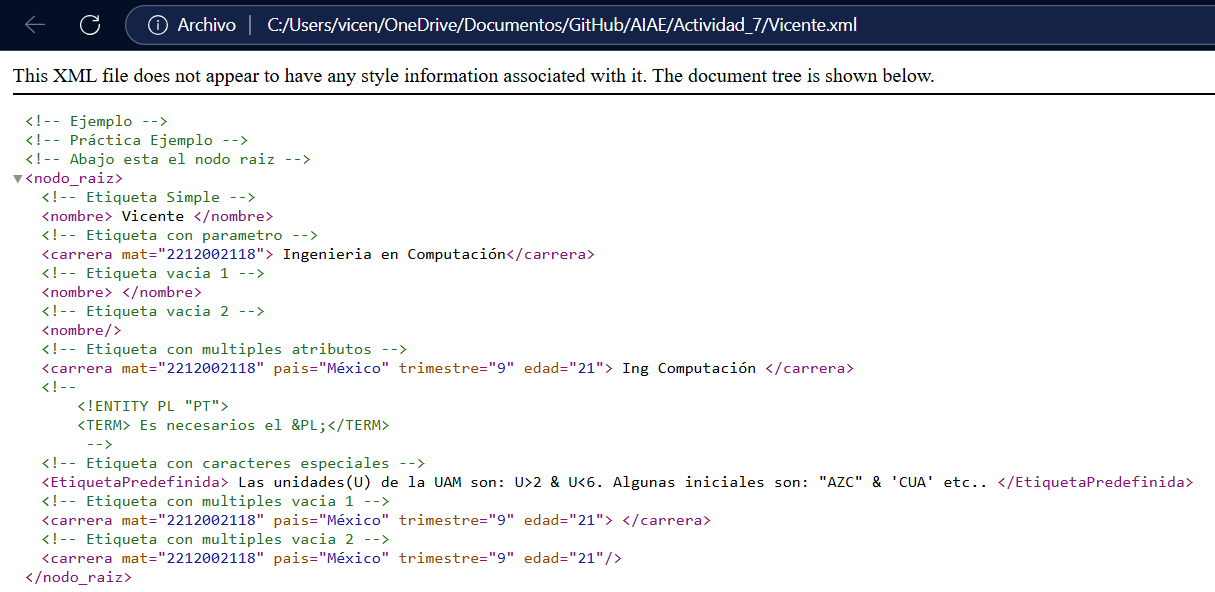 Archivo | C:/Users/vicen/OneDrive/Documentos/GitHub/AIAE/Actividad_7/Vicente.xml
This XML file does not appear to have any style information associated with it. The document tree is shown below.
<!-- Ejemplo -->
<!-- Práctica Ejemplo -->
<!-- Abajo esta el nodo raiz -->
▼<nodo_raiz>
<!-- Etiqueta Simple -->
<nombre> Vicente </nombre>
<!-- Etiqueta con parametro -->
<carrera mat="2212002118"> Ingenieria en Computación</carrera>
<!-- Etiqueta vacia 1 -->
<nombre> </nombre>
<!-- Etiqueta vacia 2 -->
<nombre/>
<!-- Etiqueta con multiples atributos -->
<carrera mat="2212002118" pais="México" trimestre="9" edad="21"> Ing Computación </carrera>
<!--
<!ENTITY PL "PT">
<TERM> Es necesarios el &PL;</TERM>
-->
<!-- Etiqueta con caracteres especiales -->
<EtiquetaPredefinida> Las unidades(U) de la UAM son: U>2 & U<6. Algunas iniciales son: "AZC" & 'CUA' etc.. </EtiquetaPredefinida>
<!-- Etiqueta con multiples vacia 1 -->
<carrera mat="2212002118" pais="México" trimestre="9" edad="21"> </carrera>
<!-- Etiqueta con multiples vacia 2 -->
<carrera mat="2212002118" pais="México" trimestre="9" edad="21"/>
</nodo_raiz>